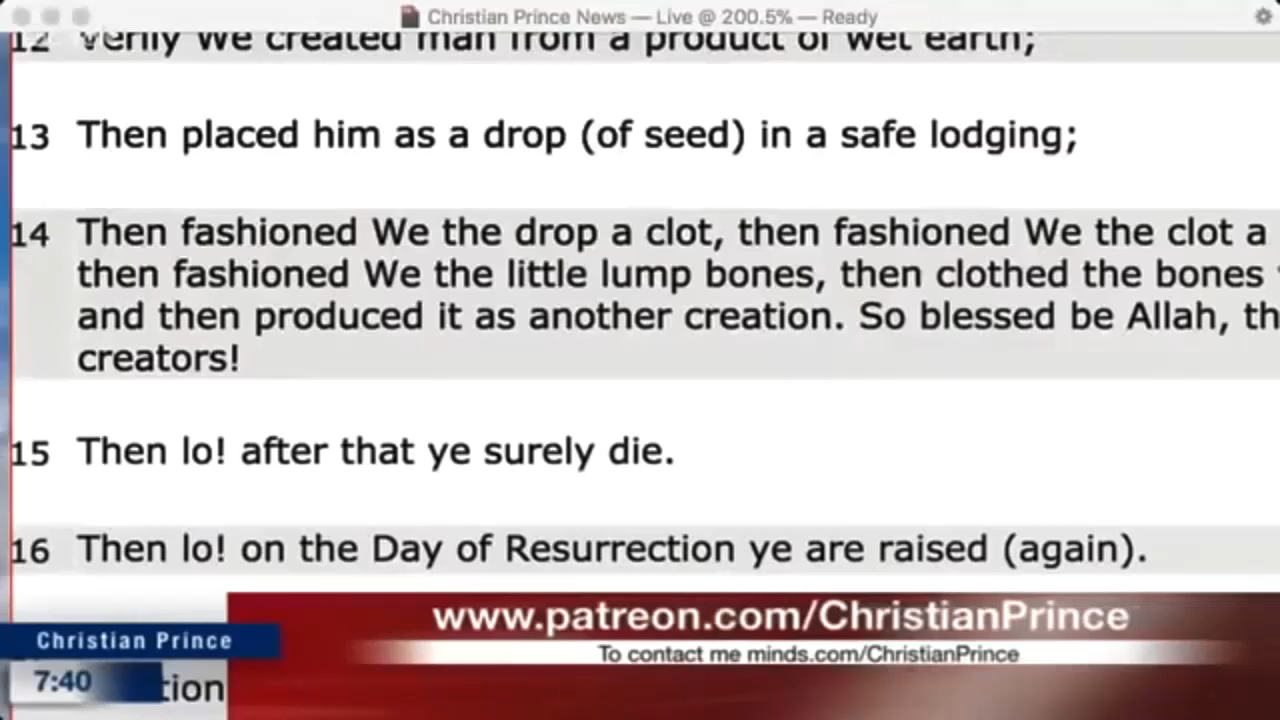 Christian Prince News — Live @ 200.5% — Ready
12 Verily We created man from a product of wet earth;
13 Then placed him as a drop (of seed) in a safe lodging;
14 Then fashioned We the drop a clot, then fashioned We the clot a
then fashioned We the little lump bones, then clothed the bones
and then produced it as another creation. So blessed be Allah, th
creators!
15 Then lo! after that ye surely die.
16 Then lo! on the Day of Resurrection ye are raised (again).
www.patreon.com/ChristianPrince
Christian Prince
To contact me minds.com/ChristianPrince
7:40
tion